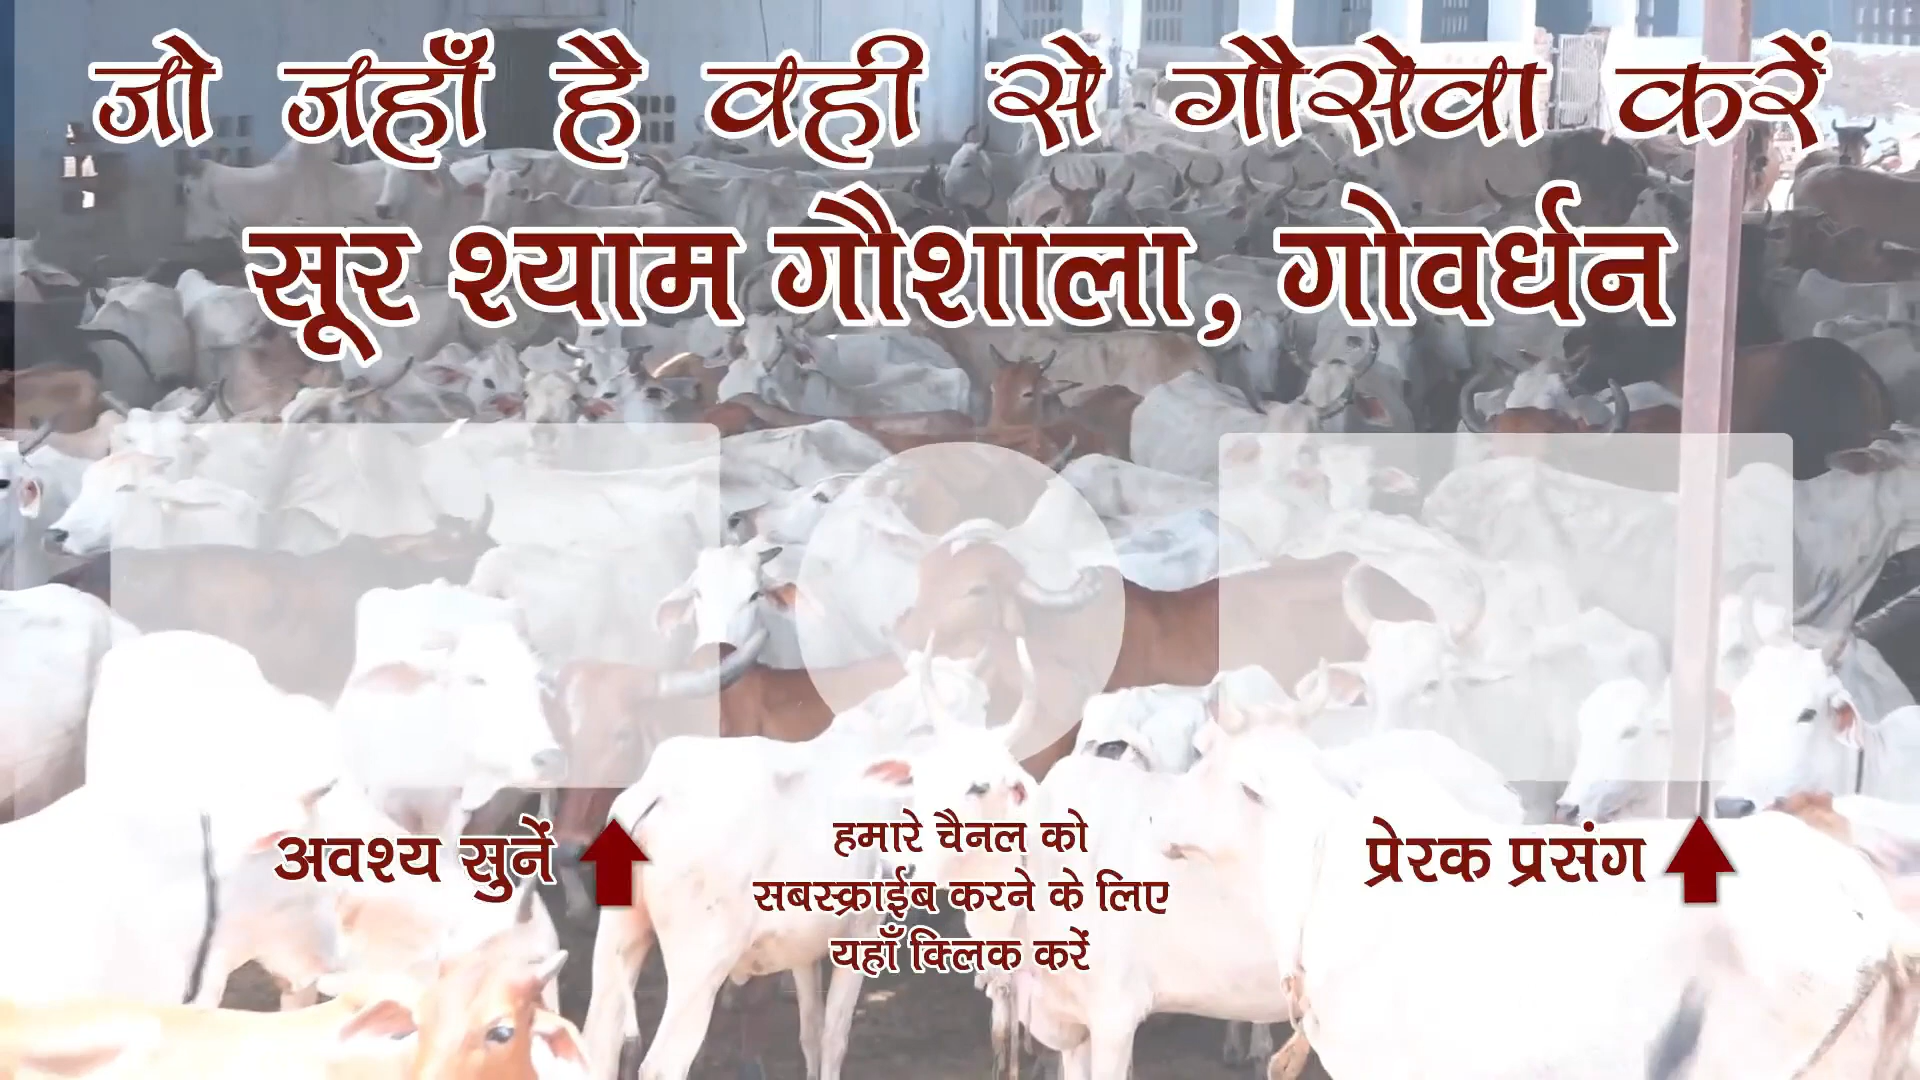 जो जहाँ है वही से गौसेवा करें
सूर श्याम गौशाला, गोवर्धन
अवश्य सुनें
हमारे चैनल को
सबस्क्राईब करने के लिए
यहाँ क्लिक करें
प्रेरक प्रसंग